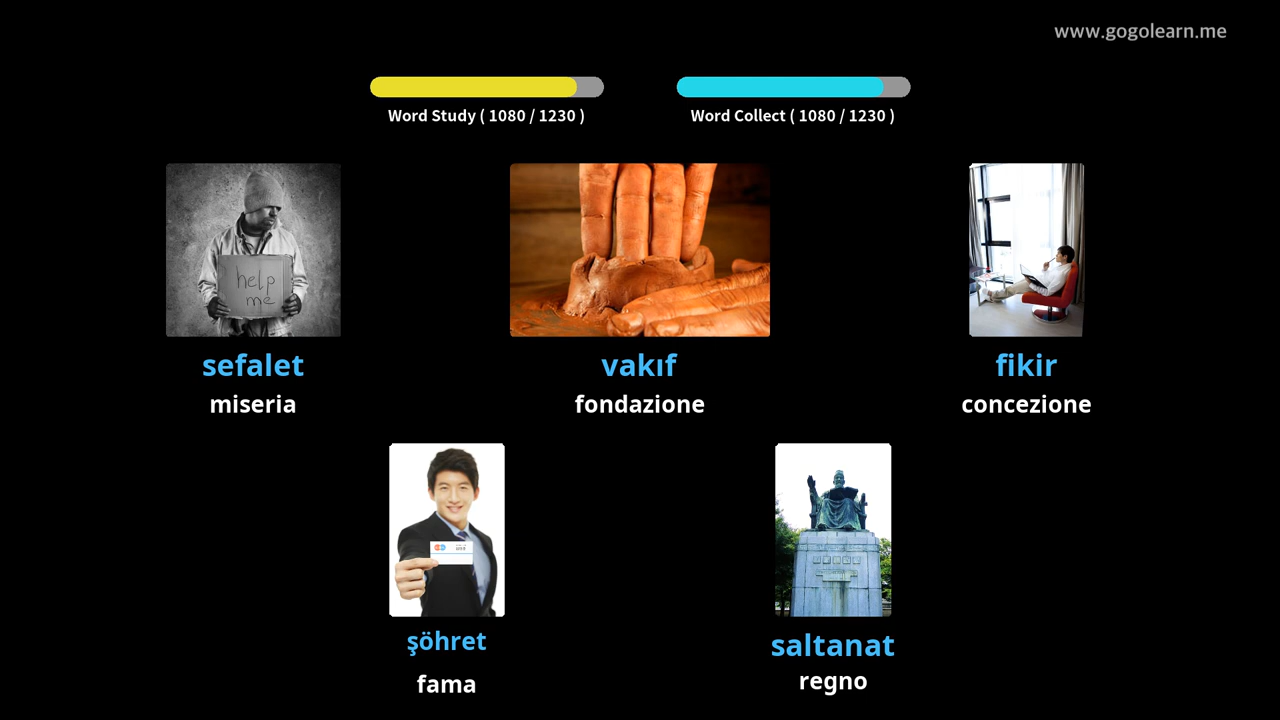 www.gogolearn.me
Word Study ( 1080 / 1230 )
Word Collect ( 1080 / 1230 )
help
me
sefalet
miseria
vakıf
fondazione
fikir
concezione
şöhret
fama
saltanat
regno